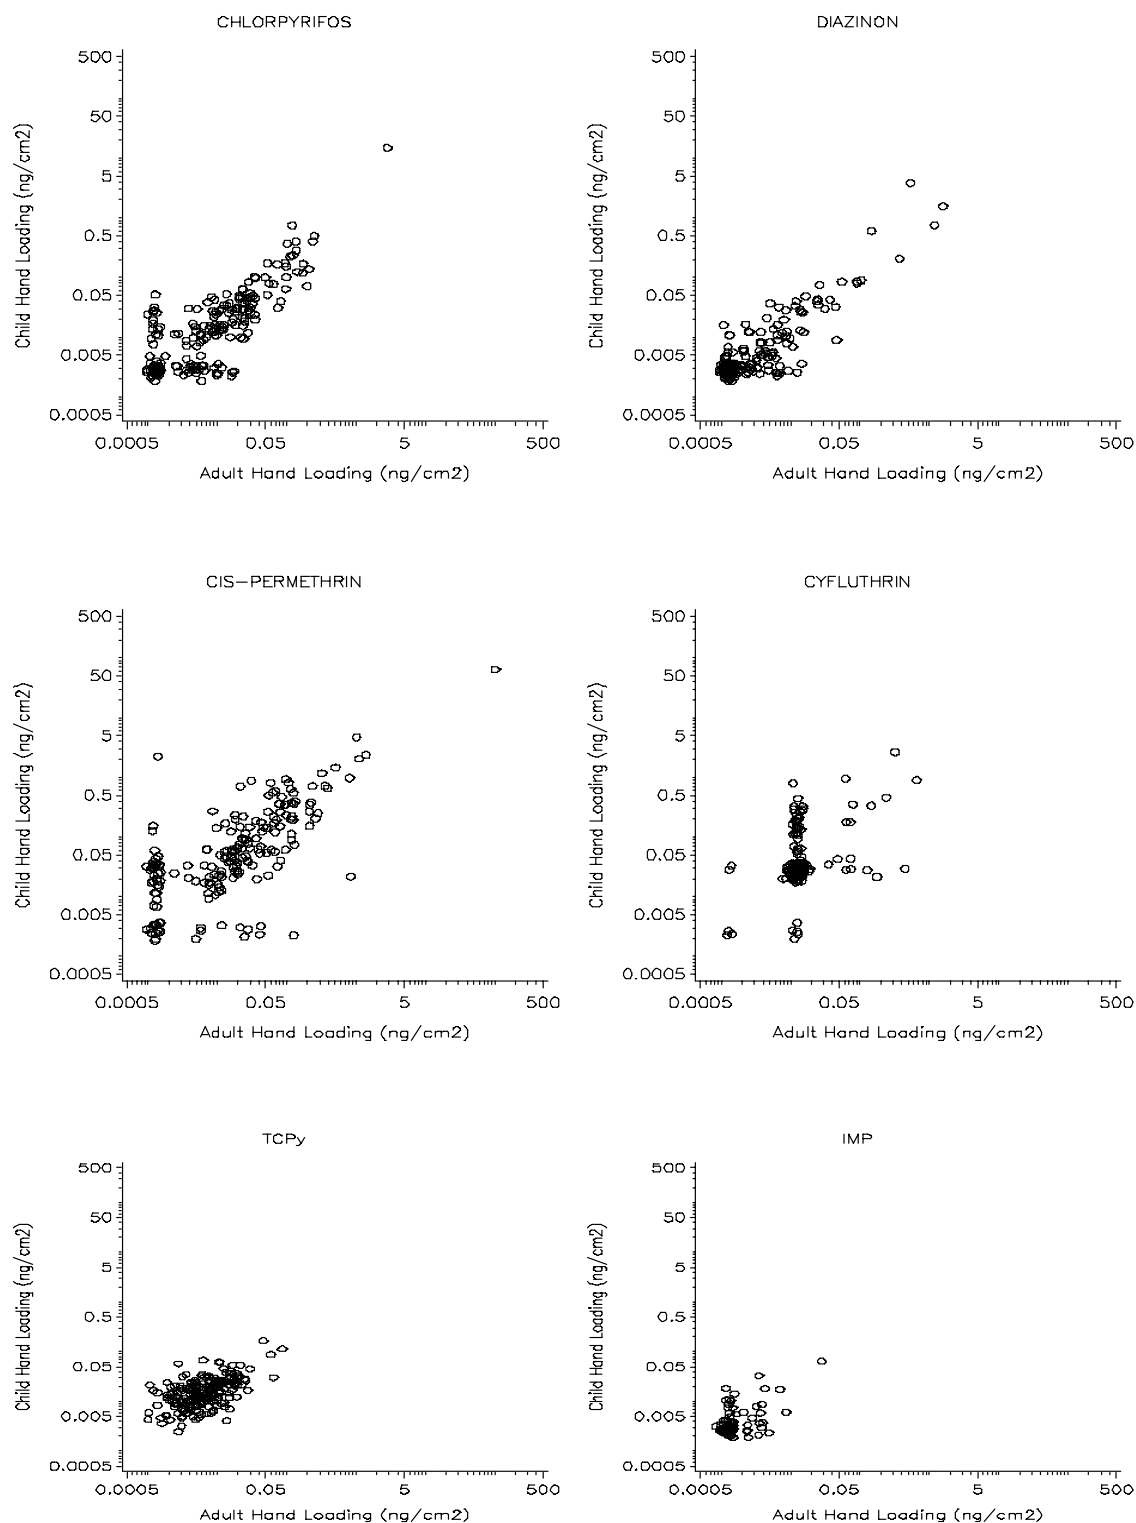 CHLORPYRIFOS
Child Hand Loading (ng/cm2)
500
50
5
0.5
0.05
0.005
0.0005
0.0005 0.05 5 500
Adult Hand Loading (ng/cm2)
DIAZINON
Child Hand Loading (ng/cm2)
500
50
5
0.5
0.05
0.005
0.0005
0.0005 0.05 5 500
Adult Hand Loading (ng/cm2)
CIS-PERMETHRIN
Child Hand Loading (ng/cm2)
500
50
5
0.5
0.05
0.005
0.0005
0.0005 0.05 5 500
Adult Hand Loading (ng/cm2)
CYFLUTHRIN
Child Hand Loading (ng/cm2)
500
50
5
0.5
0.05
0.005
0.0005
0.0005 0.05 5 500
Adult Hand Loading (ng/cm2)
TCPy
Child Hand Loading (ng/cm2)
500
50
5
0.5
0.05
0.005
0.0005
0.0005 0.05 5 500
Adult Hand Loading (ng/cm2)
IMP
Child Hand Loading (ng/cm2)
500
50
5
0.5
0.05
0.005
0.0005
0.0005 0.05 5 500
Adult Hand Loading (ng/cm2)